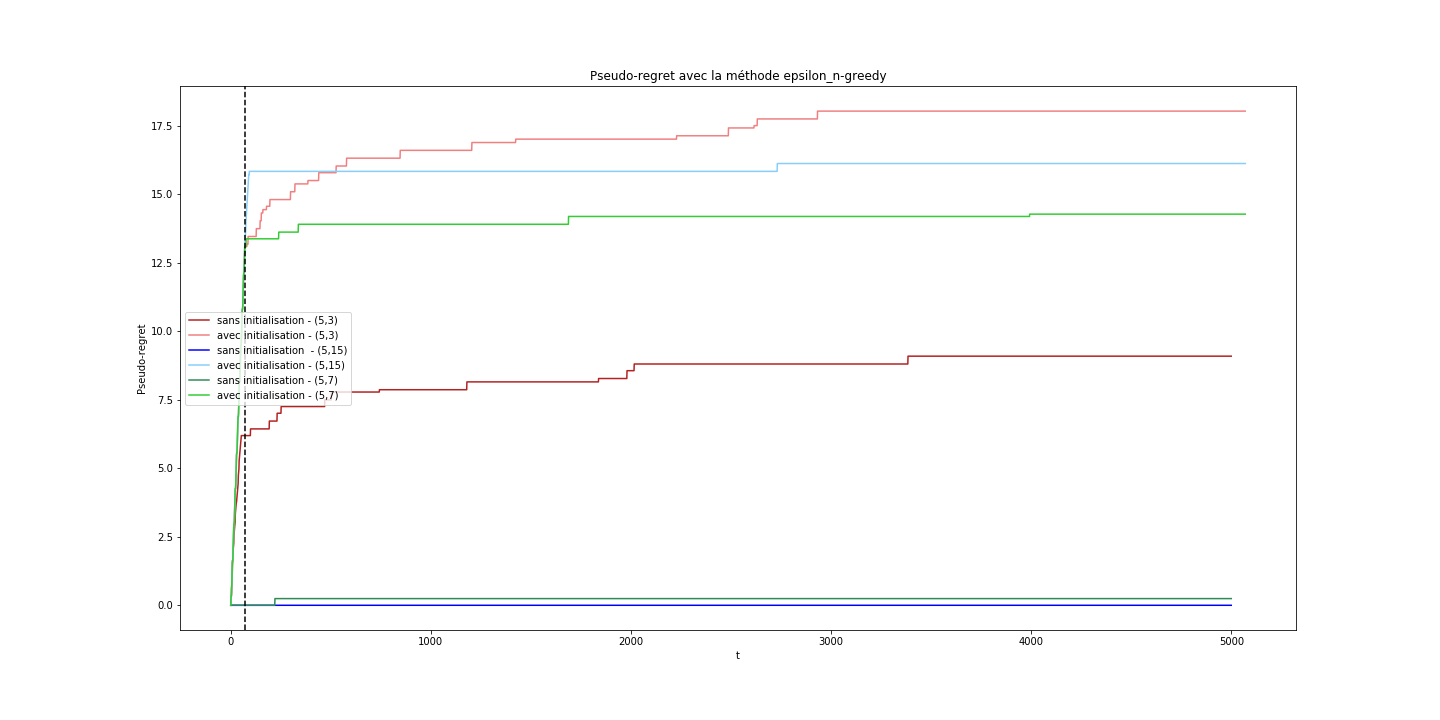 Pseudo-regret avec la méthode epsilon_n-greedy
17.5
15.0
12.5
10.0
7.5
5.0
2.5
0.0
Pseudo-regret
sans initialisation - (5,3)
avec initialisation - (5,3)
sans initialisation  - (5,15)
avec initialisation - (5,15)
sans initialisation - (5,7)
avec initialisation - (5,7)
0 1000 2000 3000 4000 5000
t